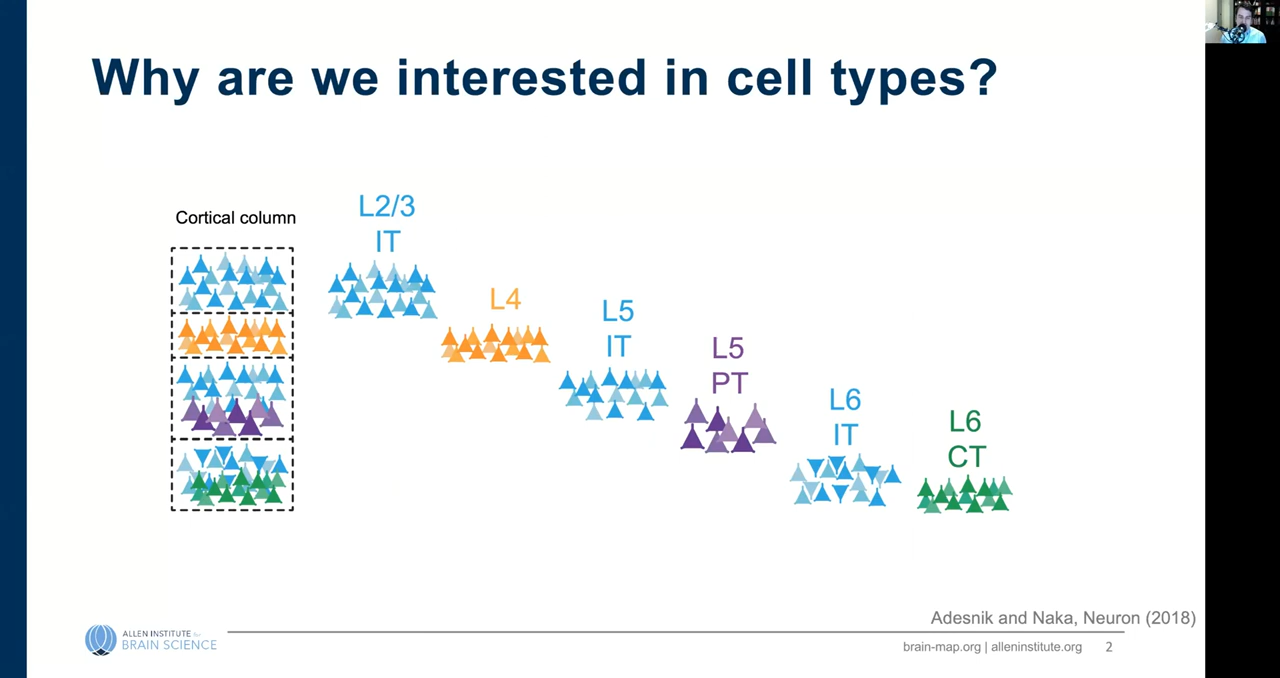 Why are we interested in cell types?
Cortical column
L2/3
IT
L4
L5
IT
L5
PT
L6
IT
L6
CT
Adesnik and Naka, Neuron (2018)
ALLEN INSTITUTE for
BRAIN SCIENCE
brain-map.org | alleninstitute.org 2